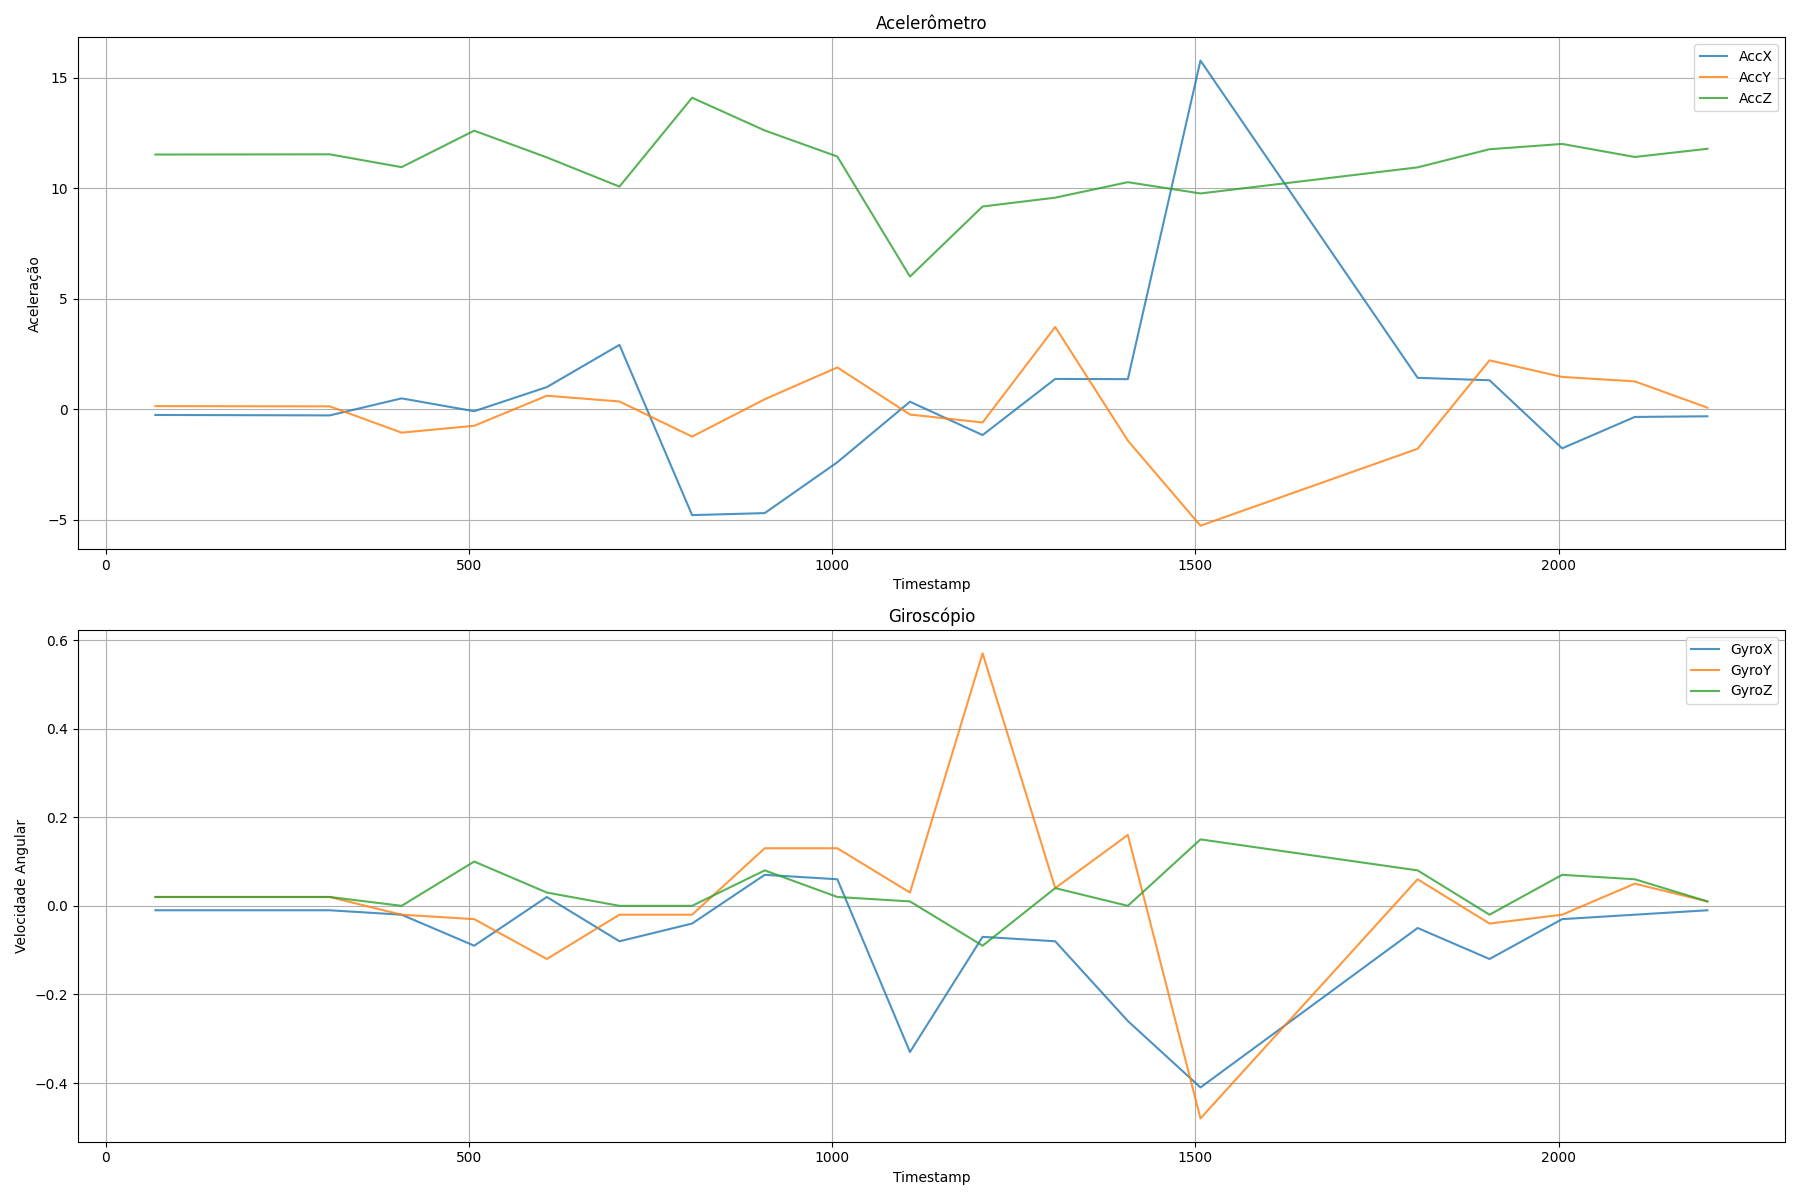 Acelerômetro
AccX
AccY
AccZ
15
10
5
0
−5
Aceleração
0
500
1000
1500
2000
Timestamp
Giroscópio
GyroX
GyroY
GyroZ
0.6
0.4
0.2
0.0
−0.2
−0.4
Velocidade Angular
0
500
1000
1500
2000
Timestamp